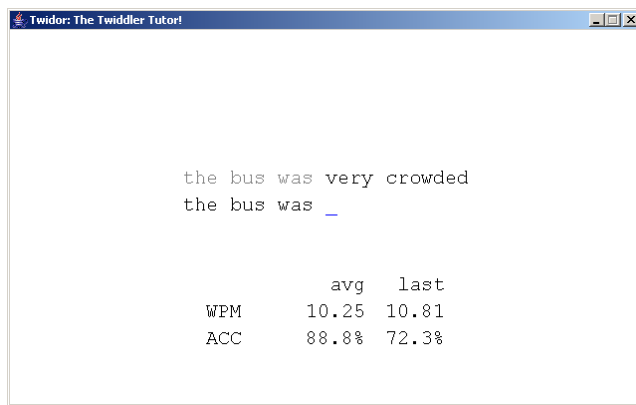 Twidor: The Twiddler Tutor!
the bus was very crowded
the bus was _
avg last
WPM 10.25 10.81
ACC 88.8% 72.3%